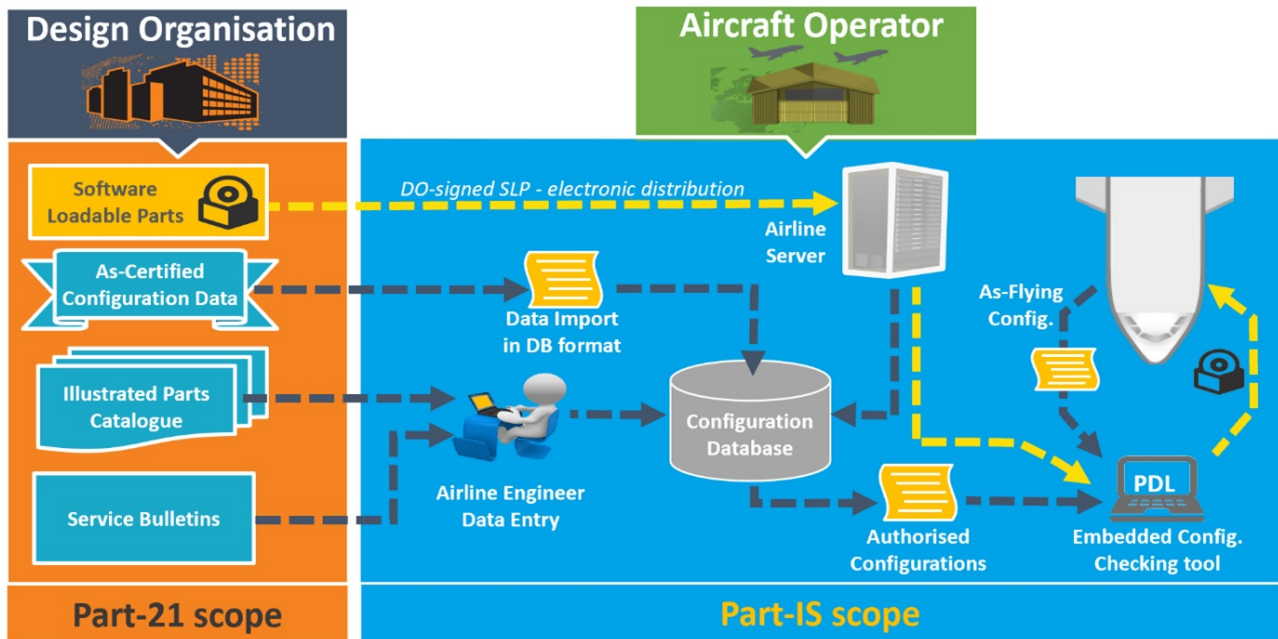 Design Organisation
Aircraft Operator
Software
Loadable Parts
DO-signed SLP - electronic distribution
Airline
Server
As-Certified
Configuration Data
Data Import
in DB format
As-Flying
Config.
Illustrated Parts
Catalogue
Configuration
Database
Airline Engineer
Data Entry
Service Bulletins
PDL
Authorised
Configurations
Embedded Config.
Checking tool
Part-21 scope
Part-IS scope